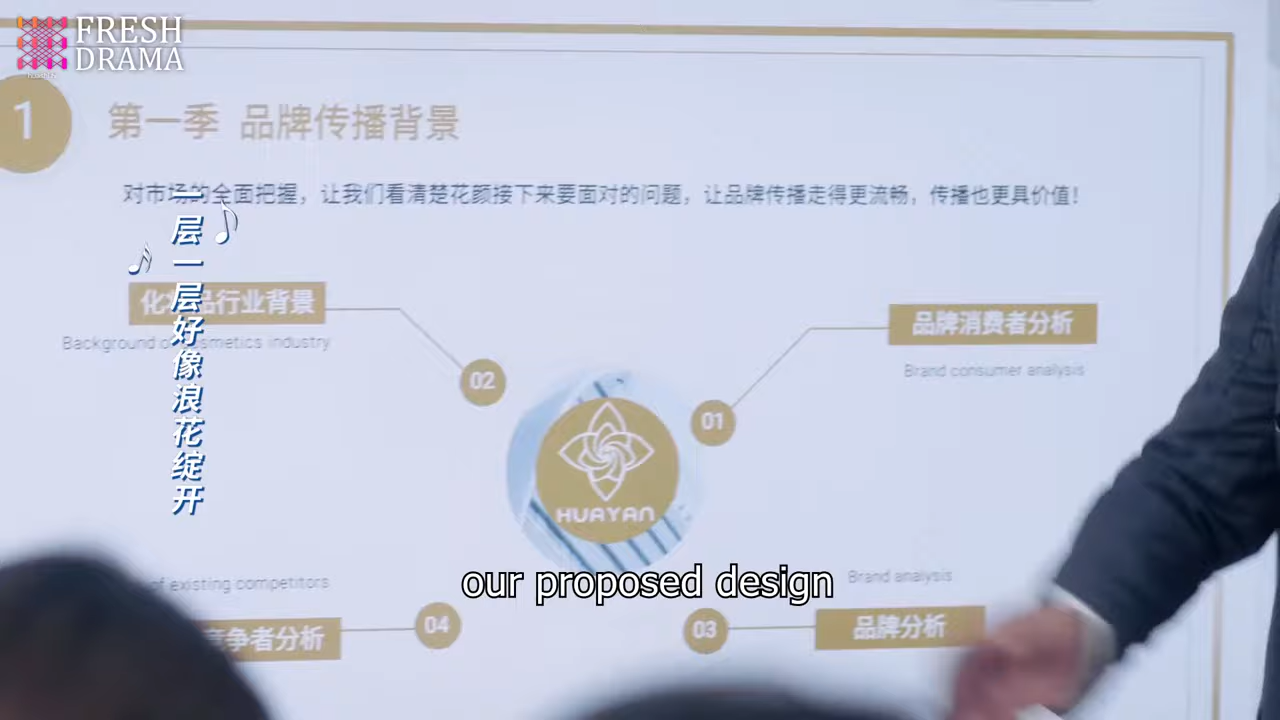 FRESH
DRAMA
1
第一季 品牌传播背景
对市场的全面把握，让我们看清楚花颜接下来要面对的问题，让品牌传播走得更流畅，传播也更具价值！
一层一层好像浪花绽开
品行业背景
Background of cosmetics industry
02
品牌消费者分析
Brand consumer analysis
01
HUAYAN
our proposed design
of existing competitors
争者分析
04
Brand analysis
03
品牌分析